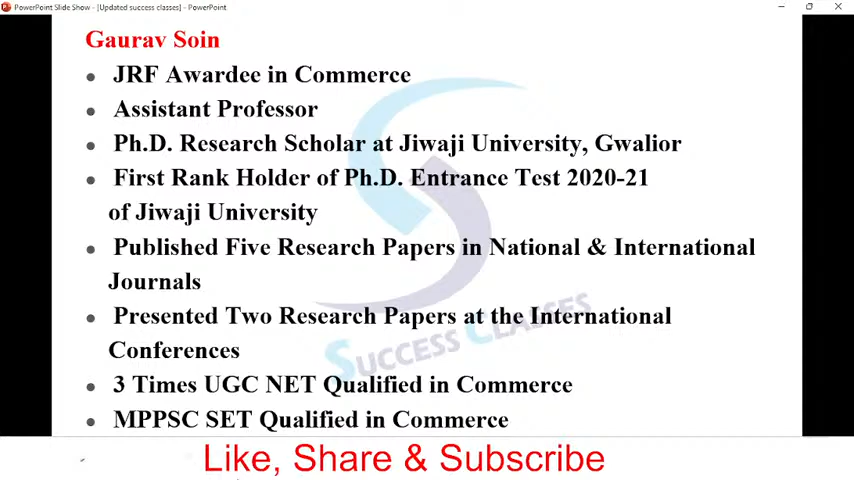 PowerPoint Slide Show - [Updated success classes] - PowerPoint
Gaurav Soin
• JRF Awardee in Commerce
• Assistant Professor
• Ph.D. Research Scholar at Jiwaji University, Gwalior
• First Rank Holder of Ph.D. Entrance Test 2020-21
of Jiwaji University
• Published Five Research Papers in National & International
Journals
• Presented Two Research Papers at the International
Conferences
SUCCESS CLASSES
• 3 Times UGC NET Qualified in Commerce
• MPPSC SET Qualified in Commerce
Like, Share & Subscribe